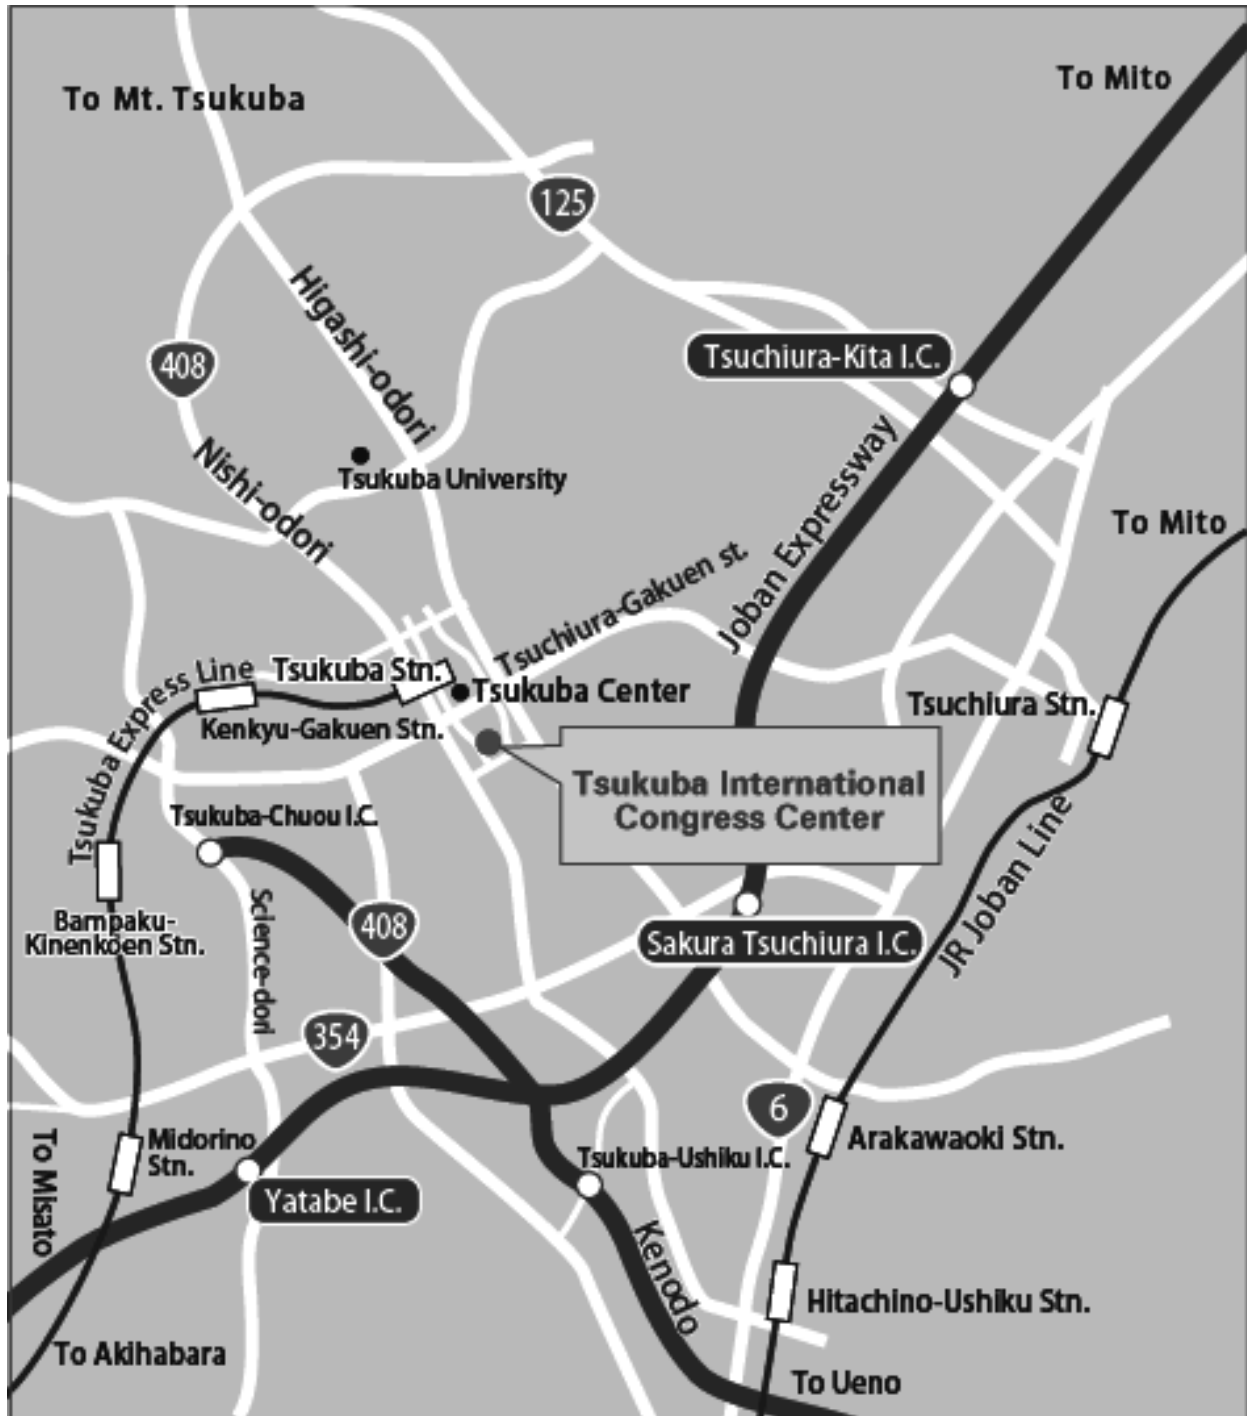 To Mito
To Mt. Tsukuba
125
Higashi-odori
Tsuchiura-Kita I.C.
408
Nishi-odori
Tsukuba University
Joban Expressway
To Mito
Tsuchiura-Gakuen st.
Tsukuba Express Line
Tsukuba Stn.
Tsukuba Center
Tsuchiura Stn.
Kenkyu-Gakuen Stn.
Tsukuba International
Congress Center
Tsukuba-Chuou I.C.
JR Joban Line
Bampaku-
Kinenkoen Stn.
Science-dori
408
Sakura Tsuchiura I.C.
354
6
Arakawaoki Stn.
To Misato
Midorino
Stn.
Tsukuba-Ushiku I.C.
Yatabe I.C.
Kenodo
Hitachino-Ushiku Stn.
To Akihabara
To Ueno